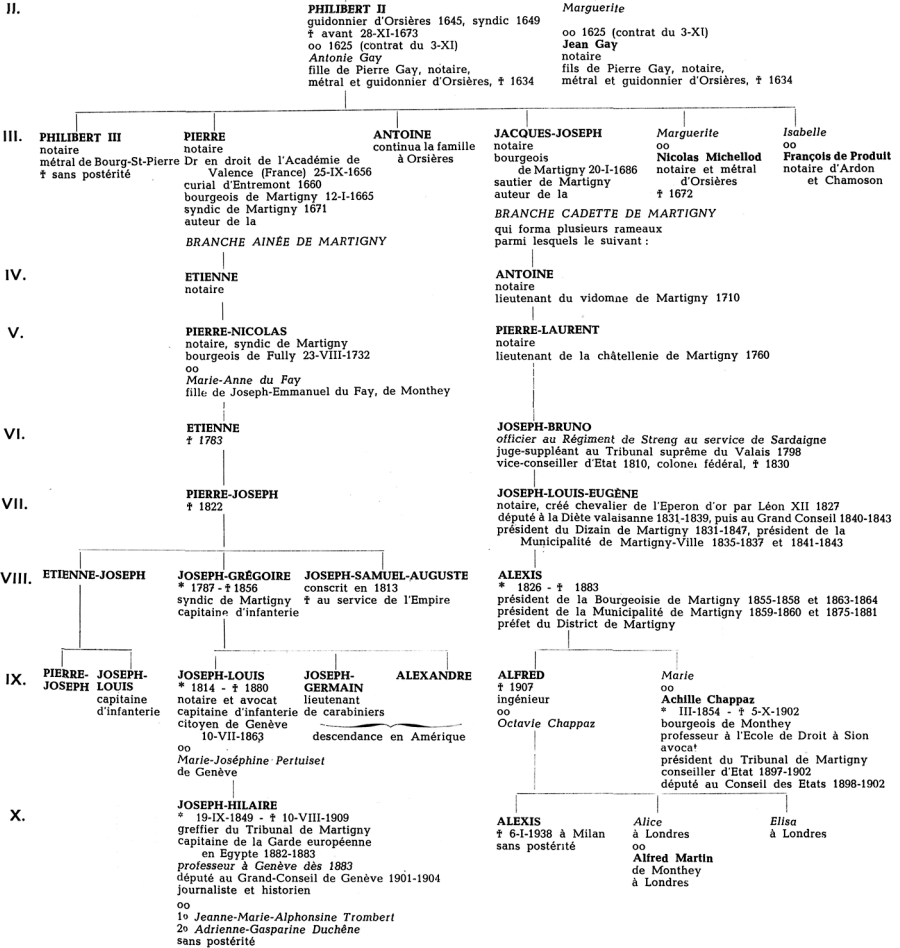 II.
PHILIBERT II
guidonnier d'Orsières 1645, syndic 1649
† avant 28-XI-1673
oo 1625 (contrat du 3-XI)
Antonie Gay
fille de Pierre Gay, notaire,
métral et guidonnier d'Orsières, † 1634
Marguerite
oo 1625 (contrat du 3-XI)
Jean Gay
notaire
fils de Pierre Gay, notaire,
métral et guidonnier d'Orsières, † 1634
III.
PHILIBERT III
notaire
métral de Bourg-St-Pierre
† sans postérité
PIERRE
notaire
Dr en droit de l'Académie de
Valence (France) 25-IX-1656
curial d'Entremont 1660
bourgeois de Martigny 12-I-1665
syndic de Martigny 1671
auteur de la
BRANCHE AINÉE DE MARTIGNY
ANTOINE
continua la famille
à Orsières
JACQUES-JOSEPH
notaire
bourgeois
de Martigny 20-I-1686
sautier de Martigny
auteur de la
BRANCHE CADETTE DE MARTIGNY
qui forma plusieurs rameaux
parmi lesquels le suivant :
Marguerite
oo
Nicolas Michellod
notaire et métral
d'Orsières
† 1672
Isabelle
oo
François de Produit
notaire d'Ardon
et Chamoson
IV.
ETIENNE
notaire
ANTOINE
notaire
lieutenant du vidomne de Martigny 1710
V.
PIERRE-NICOLAS
notaire, syndic de Martigny
bourgeois de Fully 23-VIII-1732
oo
Marie-Anne du Fay
fille de Joseph-Emmanuel du Fay, de Monthey
PIERRE-LAURENT
notaire
lieutenant de la châtellenie de Martigny 1760
VI.
ETIENNE
† 1783
JOSEPH-BRUNO
officier au Régiment de Streng au service de Sardaigne
juge-suppléant au Tribunal suprême du Valais 1798
vice-conseiller d'Etat 1810, colonel fédéral, † 1830
VII.
PIERRE-JOSEPH
† 1822
JOSEPH-LOUIS-EUGÈNE
notaire, créé chevalier de l'Eperon d'or par Léon XII 1827
député à la Diète valaisanne 1831-1839, puis au Grand Conseil 1840-1843
président du Dizain de Martigny 1831-1847, président de la
Municipalité de Martigny-Ville 1835-1837 et 1841-1843
VIII.
ETIENNE-JOSEPH
JOSEPH-GRÉGOIRE
* 1787 - † 1856
syndic de Martigny
capitaine d'infanterie
JOSEPH-SAMUEL-AUGUSTE
conscrit en 1813
† au service de l'Empire
ALEXIS
* 1826 - † 1883
président de la Bourgeoisie de Martigny 1855-1858 et 1863-1864
président de la Municipalité de Martigny 1859-1860 et 1875-1881
préfet du District de Martigny
IX.
PIERRE-
JOSEPH
JOSEPH-
LOUIS
capitaine
d'infanterie
JOSEPH-LOUIS
* 1814 - † 1880
notaire et avocat
capitaine d'infanterie
citoyen de Genève
10-VII-1863
oo
Marie-Joséphine Pertuiset
de Genève
JOSEPH-
GERMAIN
lieutenant
de carabiniers
ALEXANDRE
descendance en Amérique
ALFRED
† 1907
ingénieur
oo
Octavie Chappaz
Marie
oo
Achille Chappaz
* III-1854 - † 5-X-1902
bourgeois de Monthey
professeur à l'Ecole de Droit à Sion
avocat
président du Tribunal de Martigny
conseiller d'Etat 1897-1902
député au Conseil des Etats 1898-1902
X.
JOSEPH-HILAIRE
* 19-IX-1849 - † 10-VIII-1909
greffier du Tribunal de Martigny
capitaine de la Garde européenne
en Egypte 1882-1883
professeur à Genève dès 1883
député au Grand-Conseil de Genève 1901-1904
journaliste et historien
oo
1o Jeanne-Marie-Alphonsine Trombert
2o Adrienne-Gasparine Duchêne
sans postérité
ALEXIS
† 6-I-1938 à Milan
sans postérité
Alice
à Londres
oo
Alfred Martin
de Monthey
à Londres
Elisa
à Londres